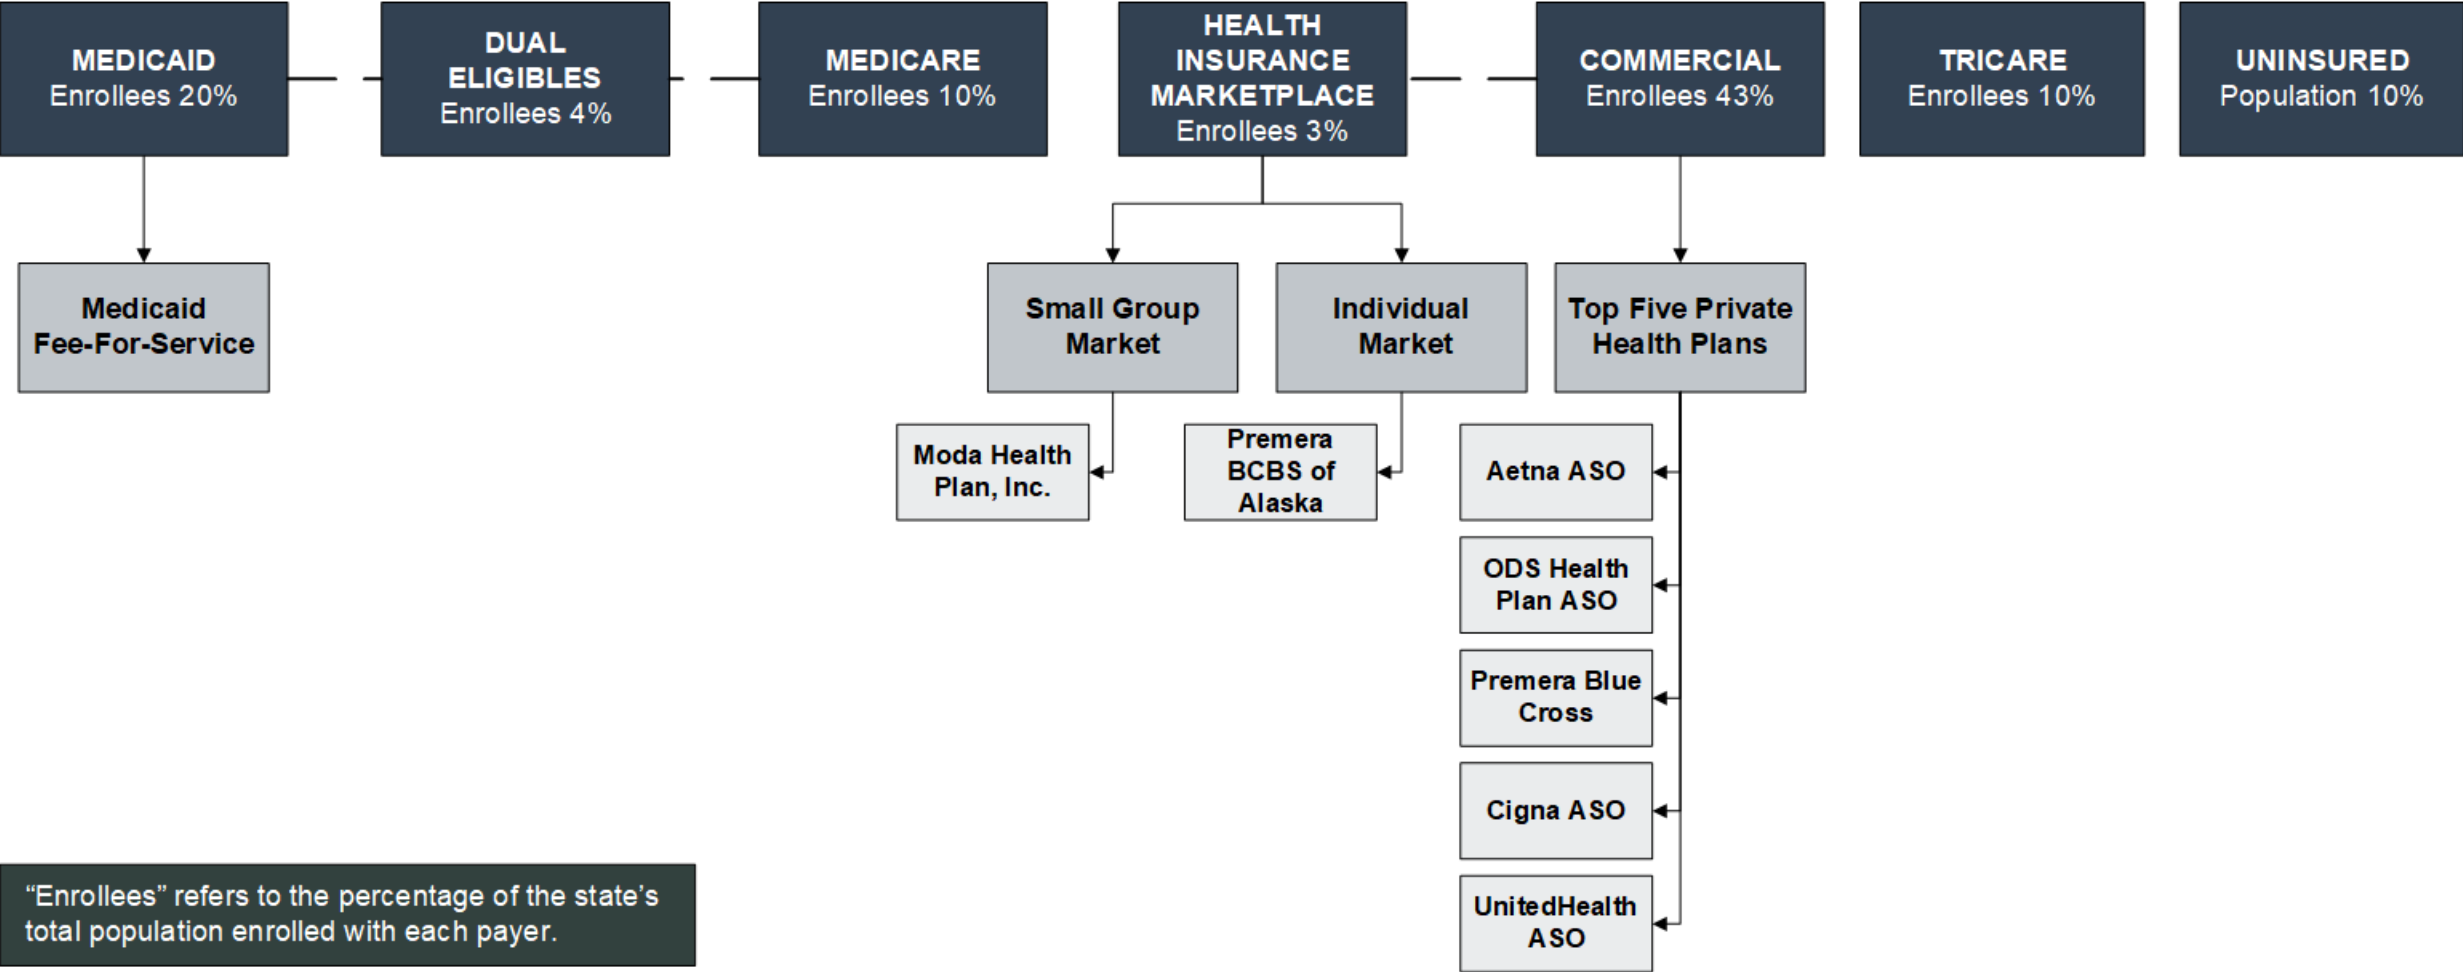 MEDICAID
Enrollees 20%
DUAL
ELIGIBLES
Enrollees 4%
MEDICARE
Enrollees 10%
HEALTH
INSURANCE
MARKETPLACE
Enrollees 3%
COMMERCIAL
Enrollees 43%
TRICARE
Enrollees 10%
UNINSURED
Population 10%
Medicaid
Fee-For-Service
Small Group
Market
Individual
Market
Top Five Private
Health Plans
Moda Health
Plan, Inc.
Premera
BCBS of
Alaska
Aetna ASO
ODS Health
Plan ASO
Premera Blue
Cross
Cigna ASO
UnitedHealth
ASO
“Enrollees” refers to the percentage of the state’s
total population enrolled with each payer.